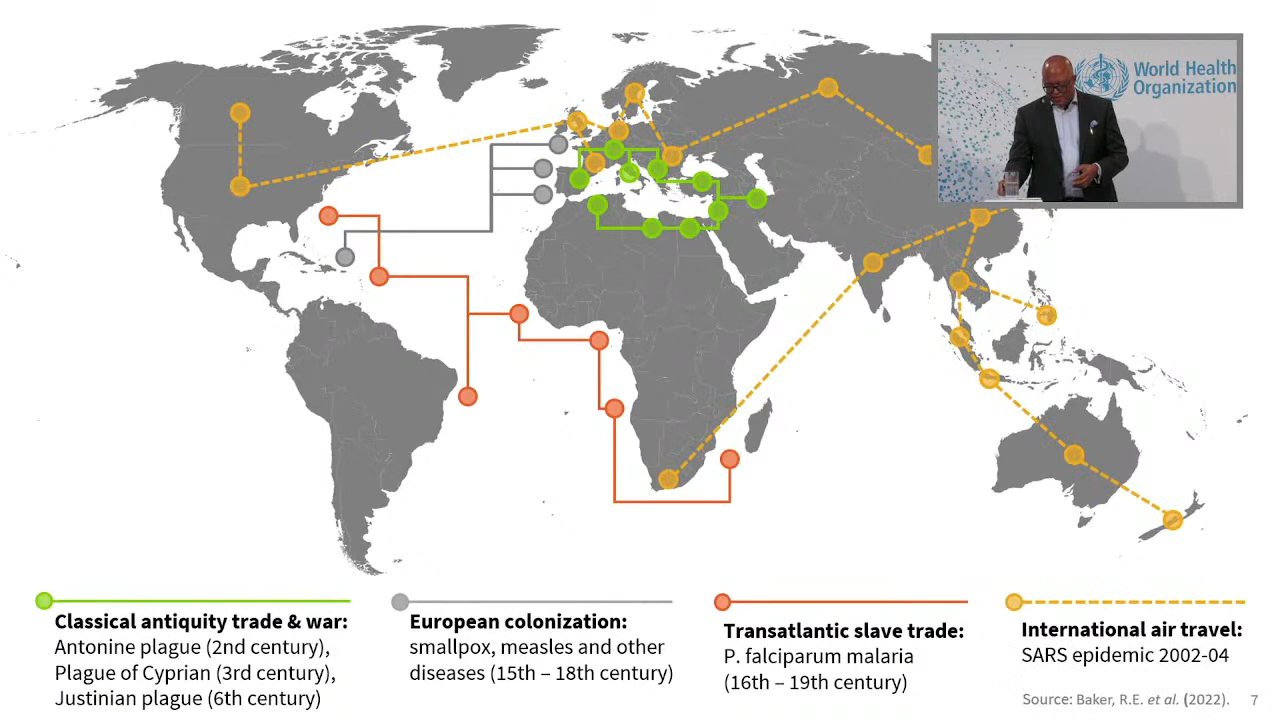 World Health
Organization
Classical antiquity trade & war:
Antonine plague (2nd century),
Plague of Cyprian (3rd century),
Justinian plague (6th century)
European colonization:
smallpox, measles and other
diseases (15th – 18th century)
Transatlantic slave trade:
P. falciparum malaria
(16th – 19th century)
International air travel:
SARS epidemic 2002-04
Source: Baker, R.E. et al. (2022).
7